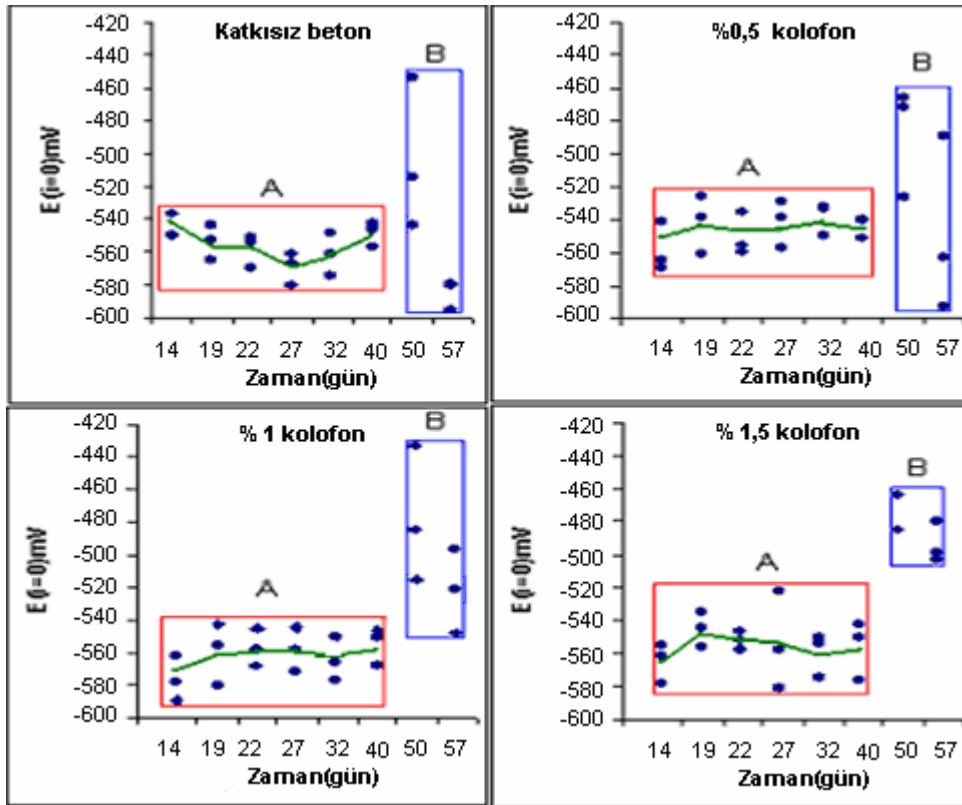 Katkısız beton
B
A
-420
-440
-460
-480
-500
-520
-540
-560
-580
-600
E(i=0)mV
14 19 22 27 32 40 50 57
Zaman(gün)
%0,5 kolofon
B
A
-420
-440
-460
-480
-500
-520
-540
-560
-580
-600
E(i=0)mV
14 19 22 27 32 40 50 57
Zaman(gün)
% 1 kolofon
B
A
-420
-440
-460
-480
-500
-520
-540
-560
-580
-600
E(i=0)mV
14 19 22 27 32 40 50 57
Zaman(gün)
% 1,5 kolofon
B
A
-420
-440
-460
-480
-500
-520
-540
-560
-580
-600
E(i=0)mV
14 19 22 27 32 40 50 57
Zaman(gün)